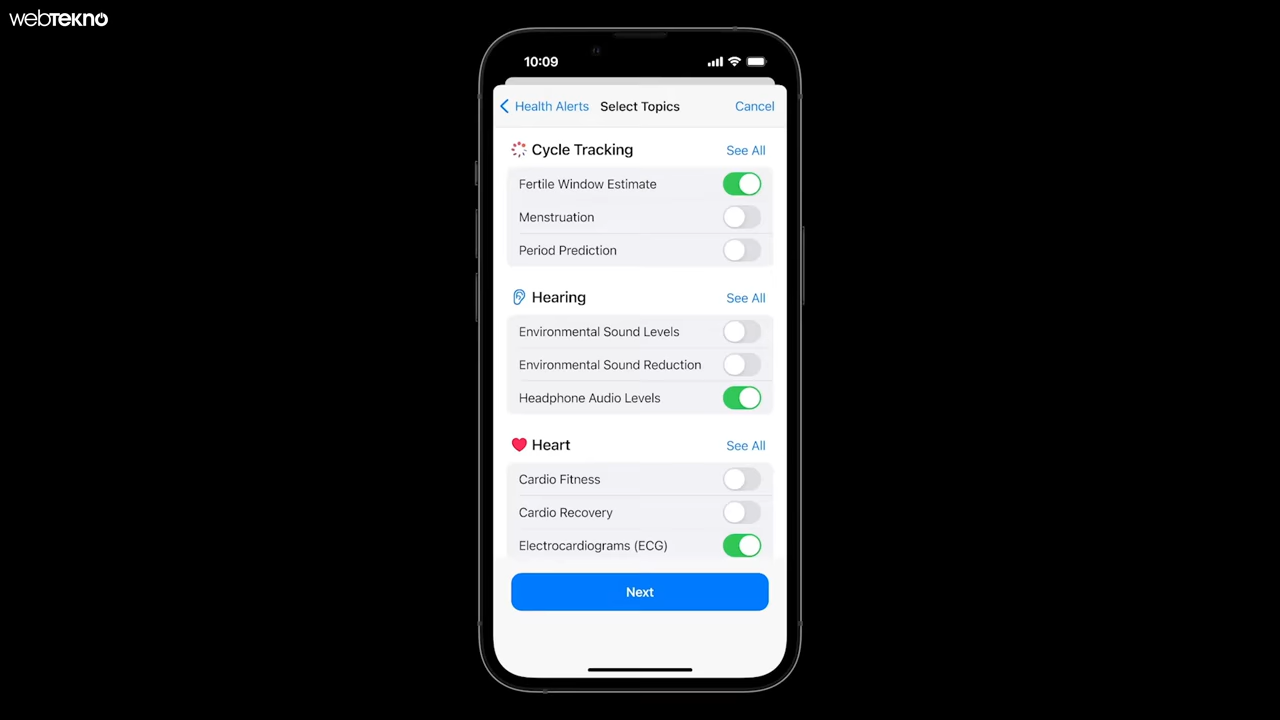 webtekno
10:09
Health Alerts Select Topics Cancel
Cycle Tracking See All
Fertile Window Estimate
Menstruation
Period Prediction
Hearing See All
Environmental Sound Levels
Environmental Sound Reduction
Headphone Audio Levels
Heart See All
Cardio Fitness
Cardio Recovery
Electrocardiograms (ECG)
Next